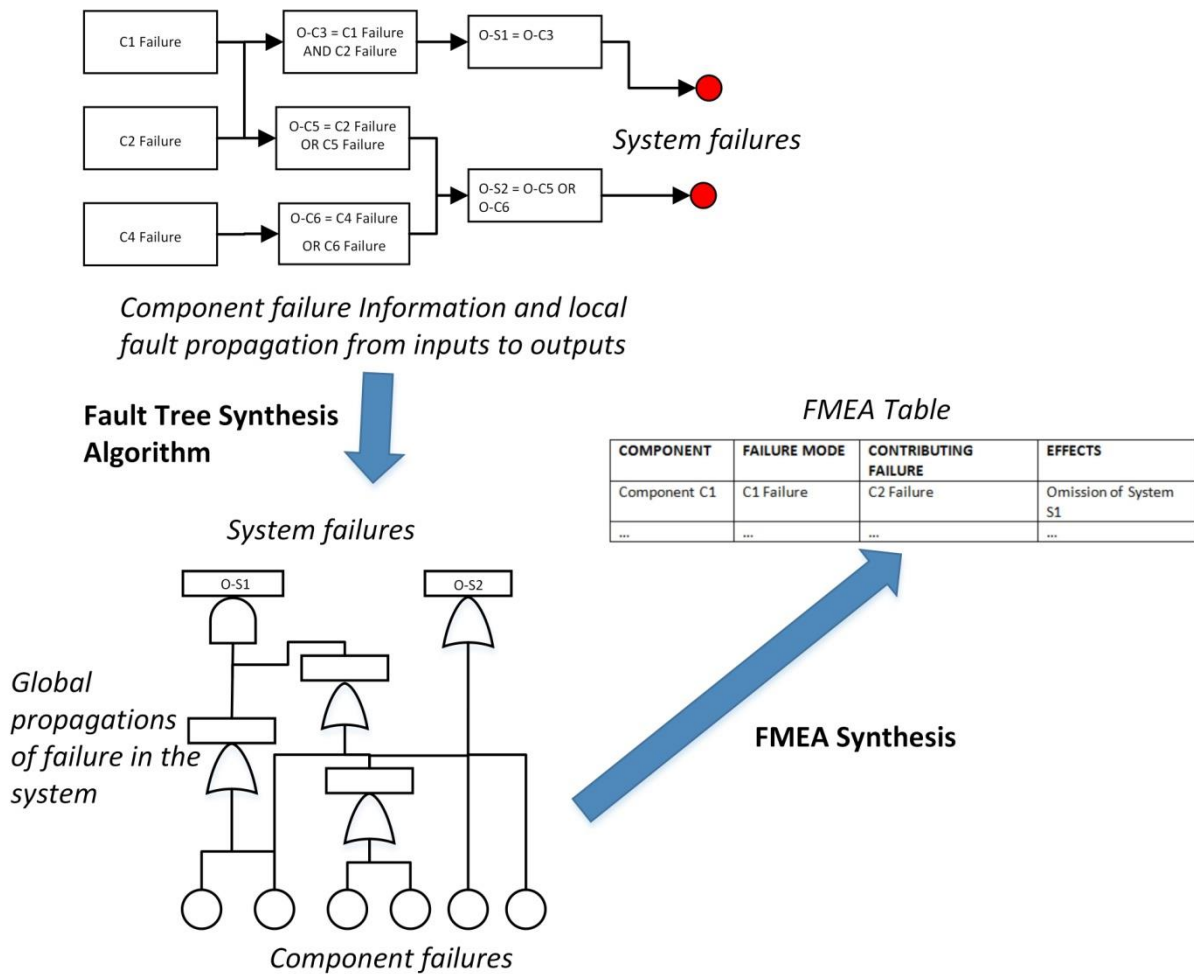 C1 Failure
O-C3 = C1 Failure
AND C2 Failure
O-S1 = O-C3
C2 Failure
O-C5 = C2 Failure
OR C5 Failure
System failures
O-S2 = O-C5 OR
O-C6
C4 Failure
O-C6 = C4 Failure
OR C6 Failure
Component failure Information and local
fault propagation from inputs to outputs
Fault Tree Synthesis
Algorithm
FMEA Table
COMPONENT FAILURE MODE CONTRIBUTING FAILURE EFFECTS
Component C1 C1 Failure C2 Failure Omission of System S1
... ... ... ...
System failures
O-S1
O-S2
Global
propagations
of failure in the
system
FMEA Synthesis
Component failures